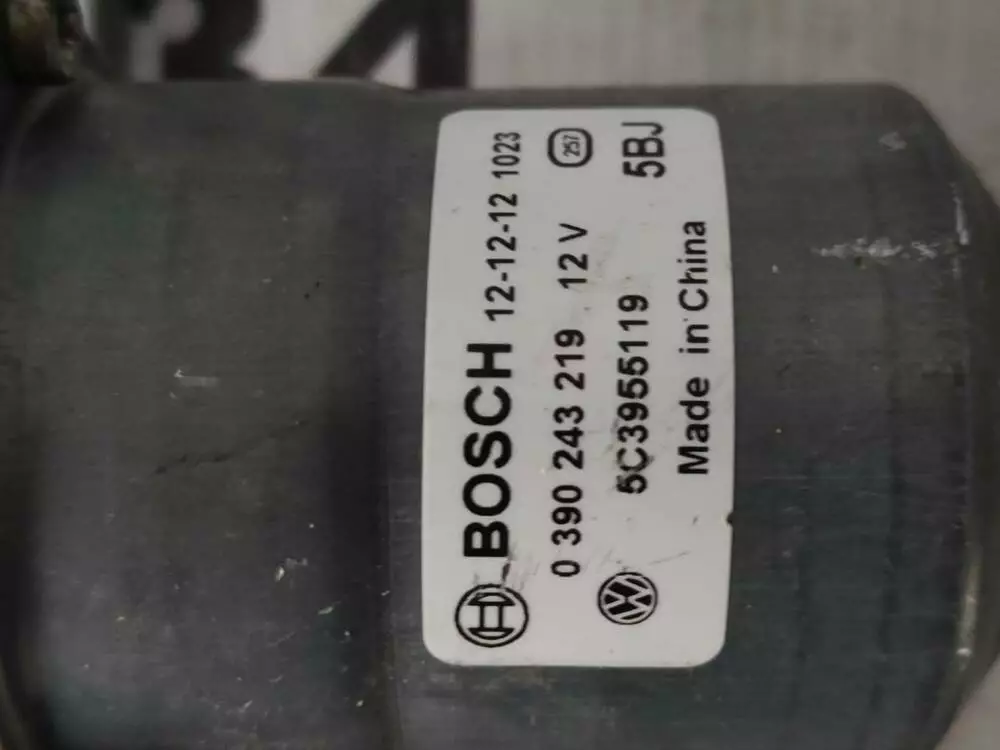 BOSCH 12-12-12 1023
0 390 243 219 12 V 257
5C3955119 5BJ
Made in China